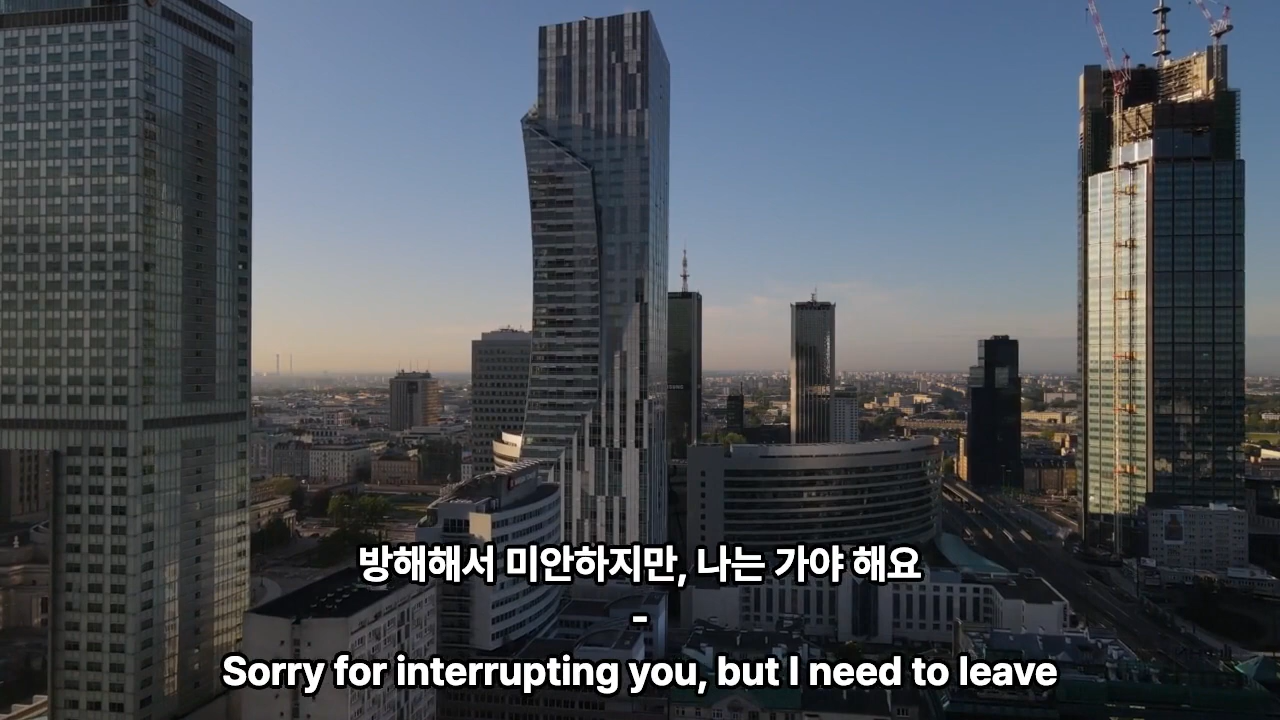 방해해서 미안하지만, 나는 가야 해요
-
Sorry for interrupting you, but I need to leave